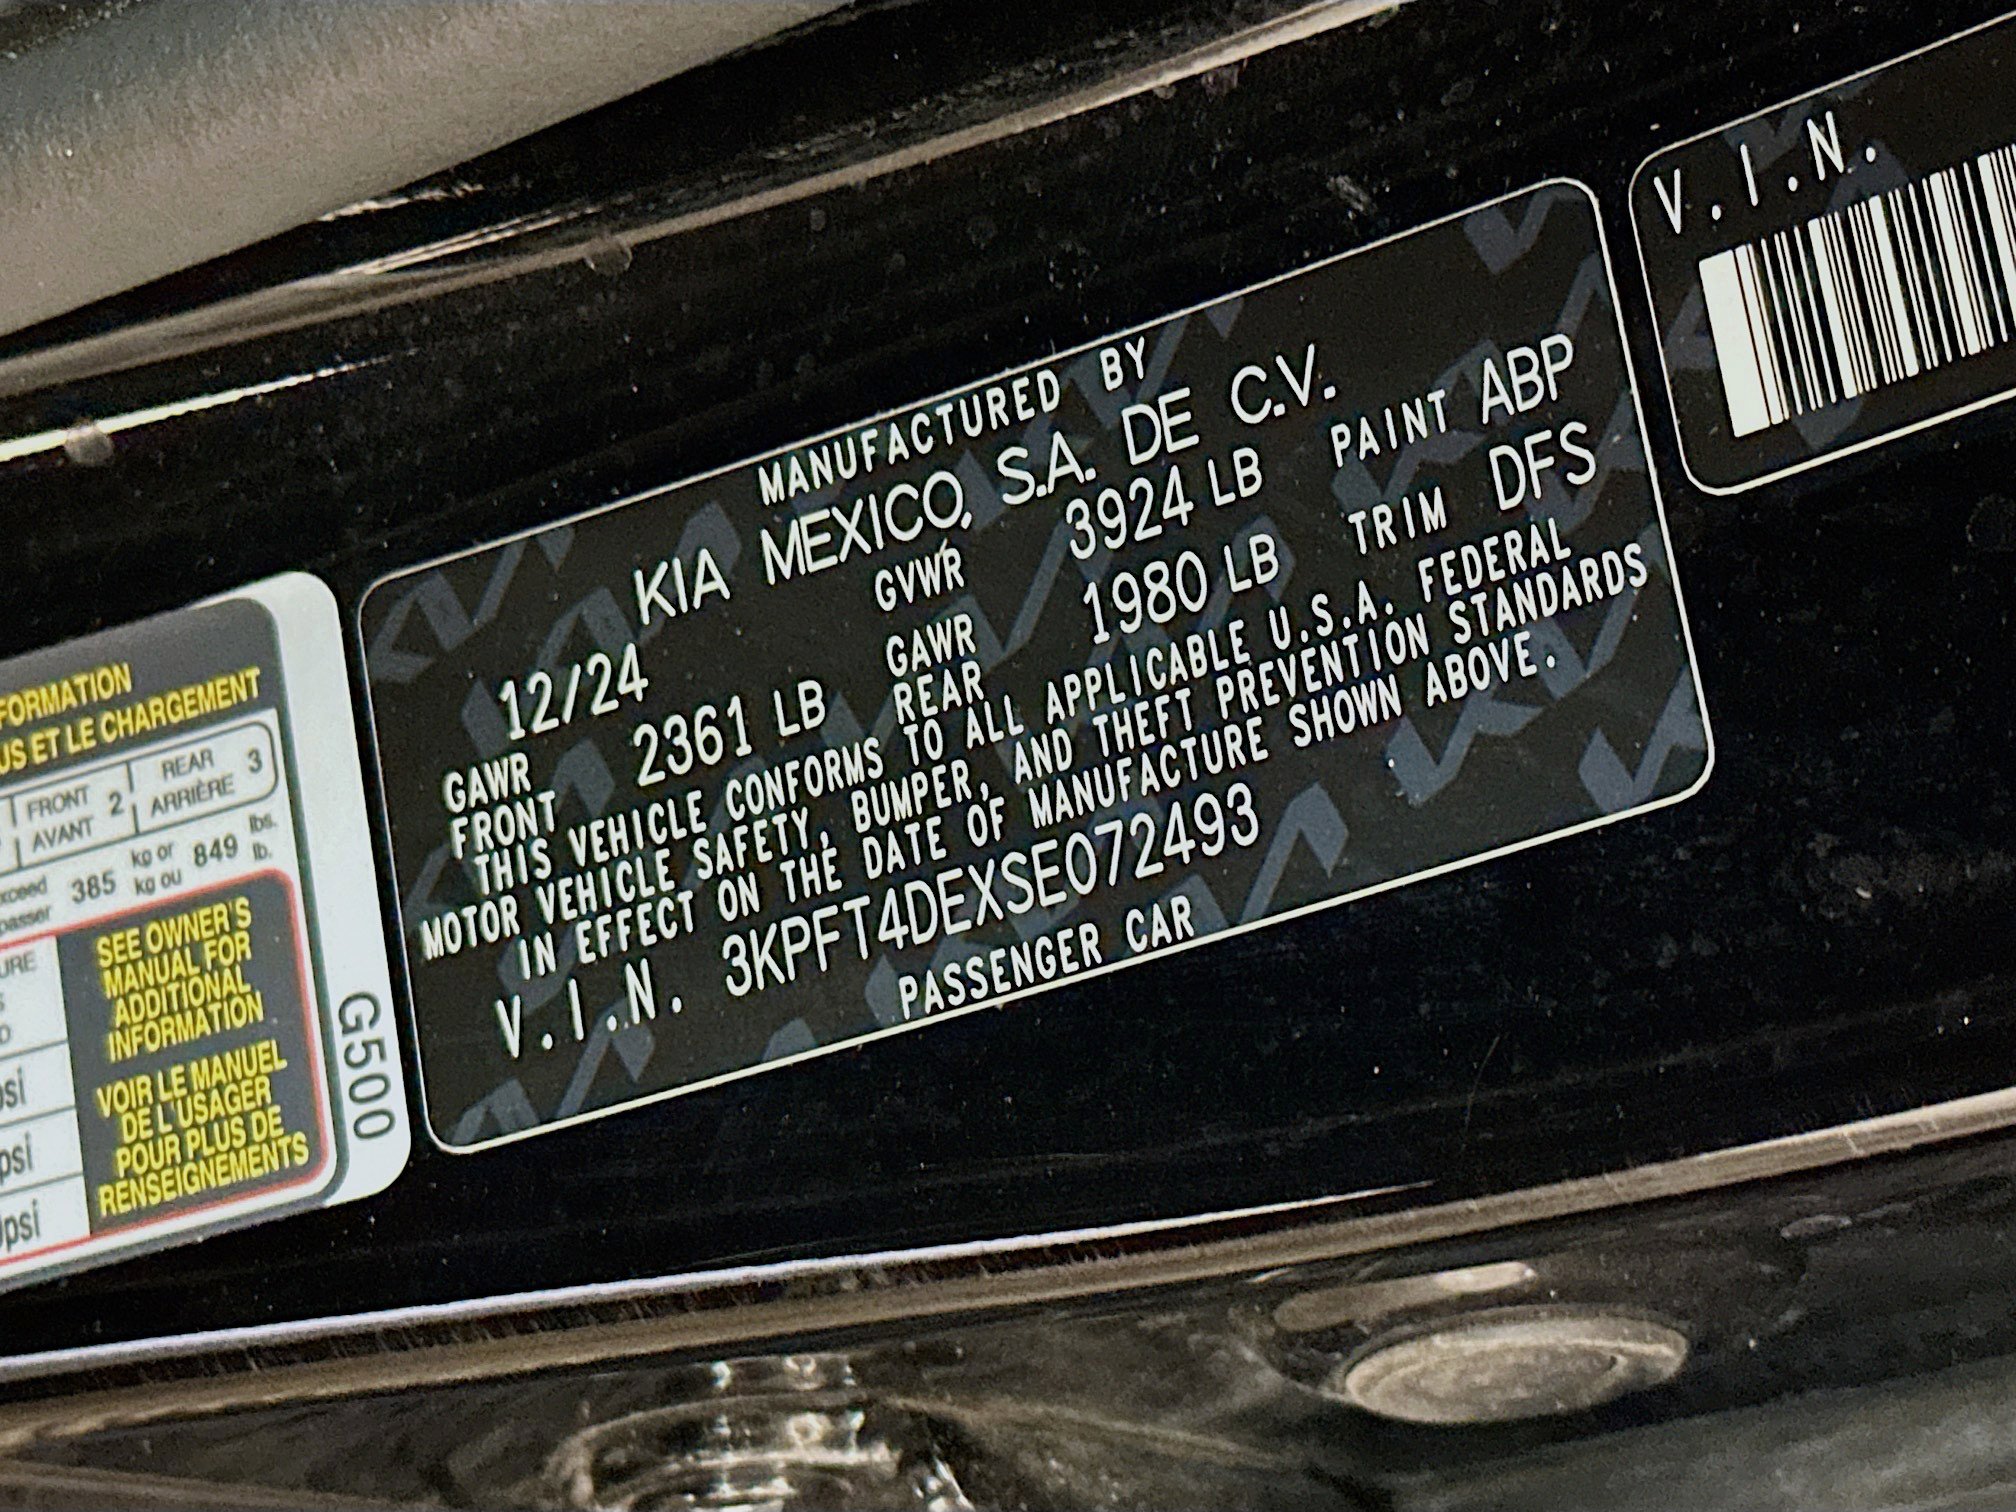 MANUFACTURED BY
KIA MEXICO, S.A. DE C.V.
12/24 GVWR 3924 LB PAINT ABP
GAWR FRONT 2361 LB GAWR REAR 1980 LB TRIM DFS
THIS VEHICLE CONFORMS TO ALL APPLICABLE U.S.A. FEDERAL
MOTOR VEHICLE SAFETY, BUMPER, AND THEFT PREVENTION STANDARDS
IN EFFECT ON THE DATE OF MANUFACTURE SHOWN ABOVE.
V.I.N. 3KPFT4DEXSE072493
PASSENGER CAR
V.I.N.
ET LE CHARGEMENT
FRONT 2 REAR 3
AVANT ARRIÈRE
385 kg or 849 lbs.
kg ou lb.
SEE OWNER'S
MANUAL FOR
ADDITIONAL
INFORMATION
VOIR LE MANUEL
DE L'USAGER
POUR PLUS DE
RENSEIGNEMENTS
psi
psi
psi
G500